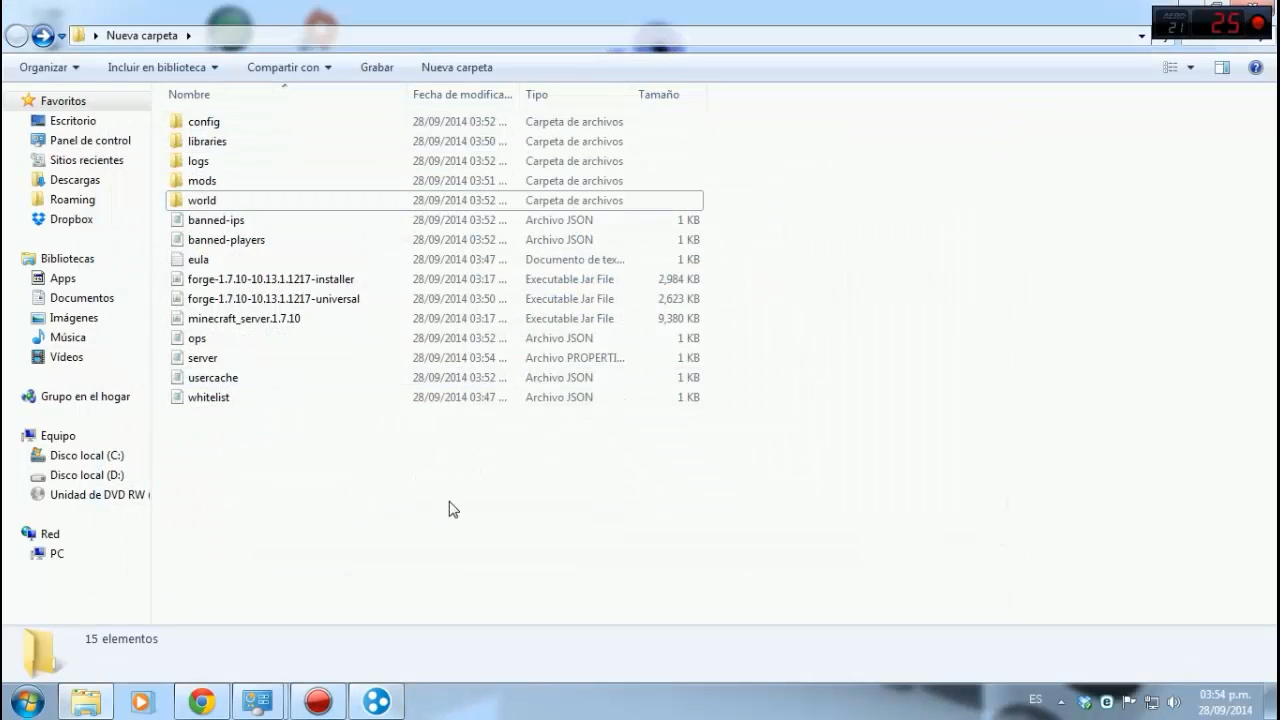 Nueva carpeta
25
21
Organizar
Incluir en biblioteca
Compartir con
Grabar
Nueva carpeta
Nombre
Fecha de modifica...
Tipo
Tamaño
Favoritos
Escritorio
Panel de control
Sitios recientes
Descargas
Roaming
Dropbox
Bibliotecas
Apps
Documentos
Imágenes
Música
Vídeos
Grupo en el hogar
Equipo
Disco local (C:)
Disco local (D:)
Unidad de DVD RW (
Red
PC
config 28/09/2014 03:52 ... Carpeta de archivos
libraries 28/09/2014 03:50 ... Carpeta de archivos
logs 28/09/2014 03:52 ... Carpeta de archivos
mods 28/09/2014 03:51 ... Carpeta de archivos
world 28/09/2014 03:52 ... Carpeta de archivos
banned-ips 28/09/2014 03:52 ... Archivo JSON 1 KB
banned-players 28/09/2014 03:52 ... Archivo JSON 1 KB
eula 28/09/2014 03:47 ... Documento de tex... 1 KB
forge-1.7.10-10.13.1.1217-installer 28/09/2014 03:17 ... Executable Jar File 2,984 KB
forge-1.7.10-10.13.1.1217-universal 28/09/2014 03:50 ... Executable Jar File 2,623 KB
minecraft_server.1.7.10 28/09/2014 03:17 ... Executable Jar File 9,380 KB
ops 28/09/2014 03:52 ... Archivo JSON 1 KB
server 28/09/2014 03:54 ... Archivo PROPERTI... 1 KB
usercache 28/09/2014 03:52 ... Archivo JSON 1 KB
whitelist 28/09/2014 03:47 ... Archivo JSON 1 KB
15 elementos
ES
03:54 p.m.
28/09/2014